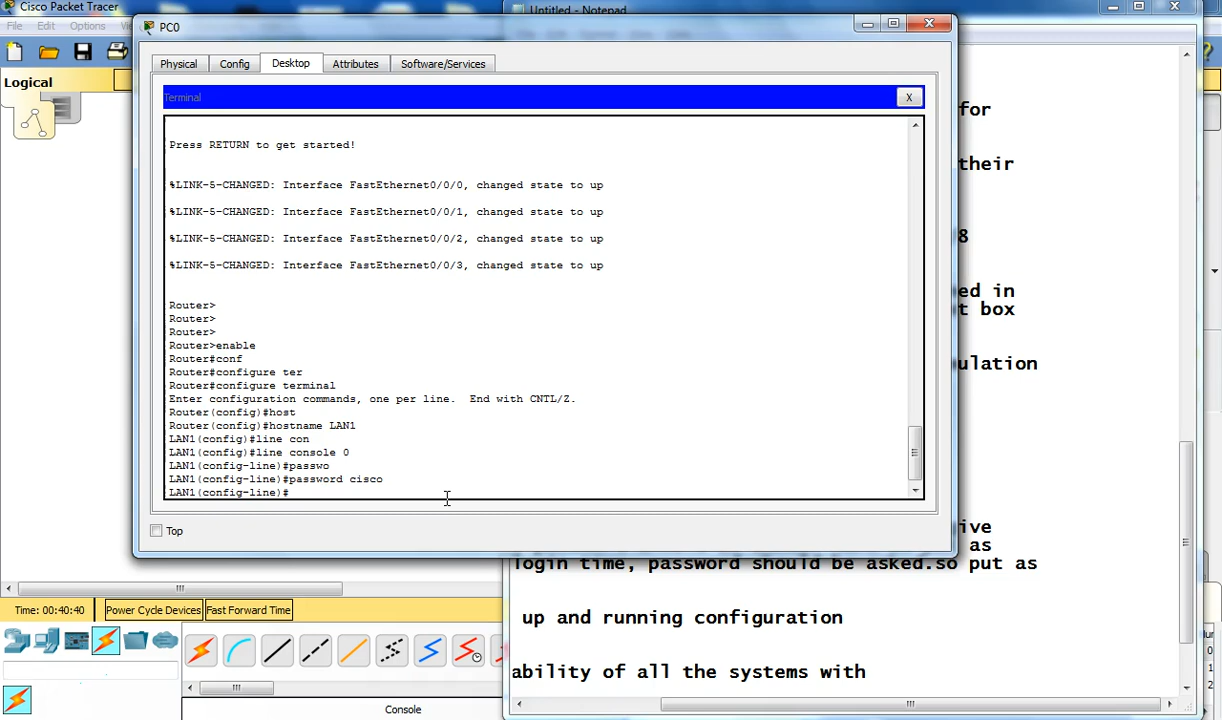 Cisco Packet Tracer
Untitled - Notepad
File Edit Options
PC0
Physical Config Desktop Attributes Software/Services
Logical
Terminal
X
Press RETURN to get started!
%LINK-5-CHANGED: Interface FastEthernet0/0/0, changed state to up
%LINK-5-CHANGED: Interface FastEthernet0/0/1, changed state to up
%LINK-5-CHANGED: Interface FastEthernet0/0/2, changed state to up
%LINK-5-CHANGED: Interface FastEthernet0/0/3, changed state to up
Router>
Router>
Router>
Router>enable
Router#conf
Router#configure ter
Router#configure terminal
Enter configuration commands, one per line.  End with CNTL/Z.
Router(config)#host
Router(config)#hostname LAN1
LAN1(config)#line con
LAN1(config)#line console 0
LAN1(config-line)#passwo
LAN1(config-line)#password cisco
LAN1(config-line)#
Top
for
their
8
ed in
t box
ulation
ive
as
login time, password should be asked.so put as
up and running configuration
ability of all the systems with
Time: 00:40:40 Power Cycle Devices Fast Forward Time
Console
0
1
2